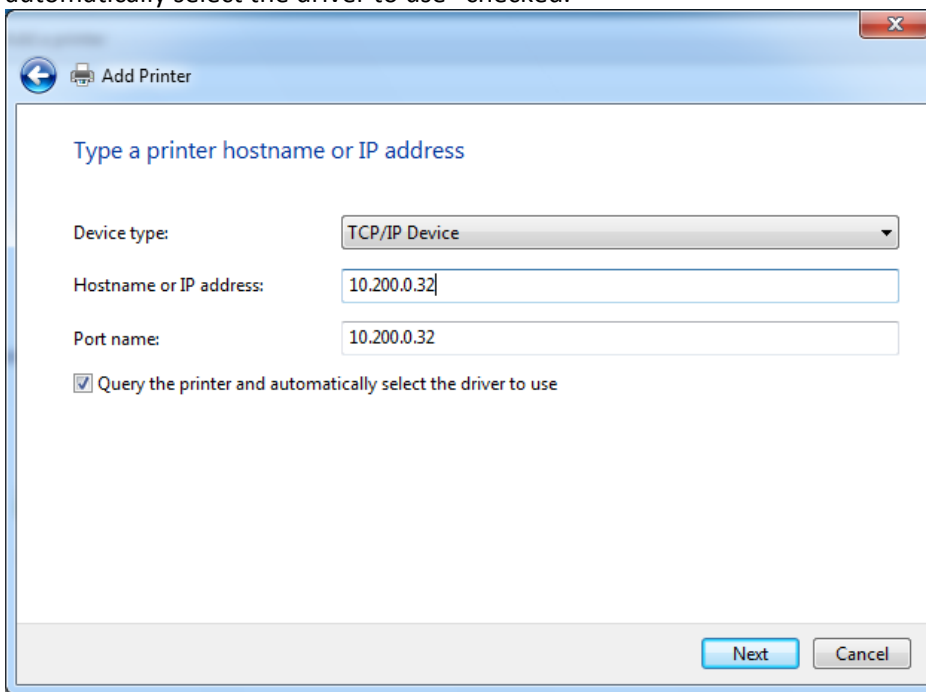 automatically select the driver to use" checked.
Add Printer
Type a printer hostname or IP address
Device type: TCP/IP Device
Hostname or IP address: 10.200.0.32
Port name: 10.200.0.32
Query the printer and automatically select the driver to use
Next Cancel